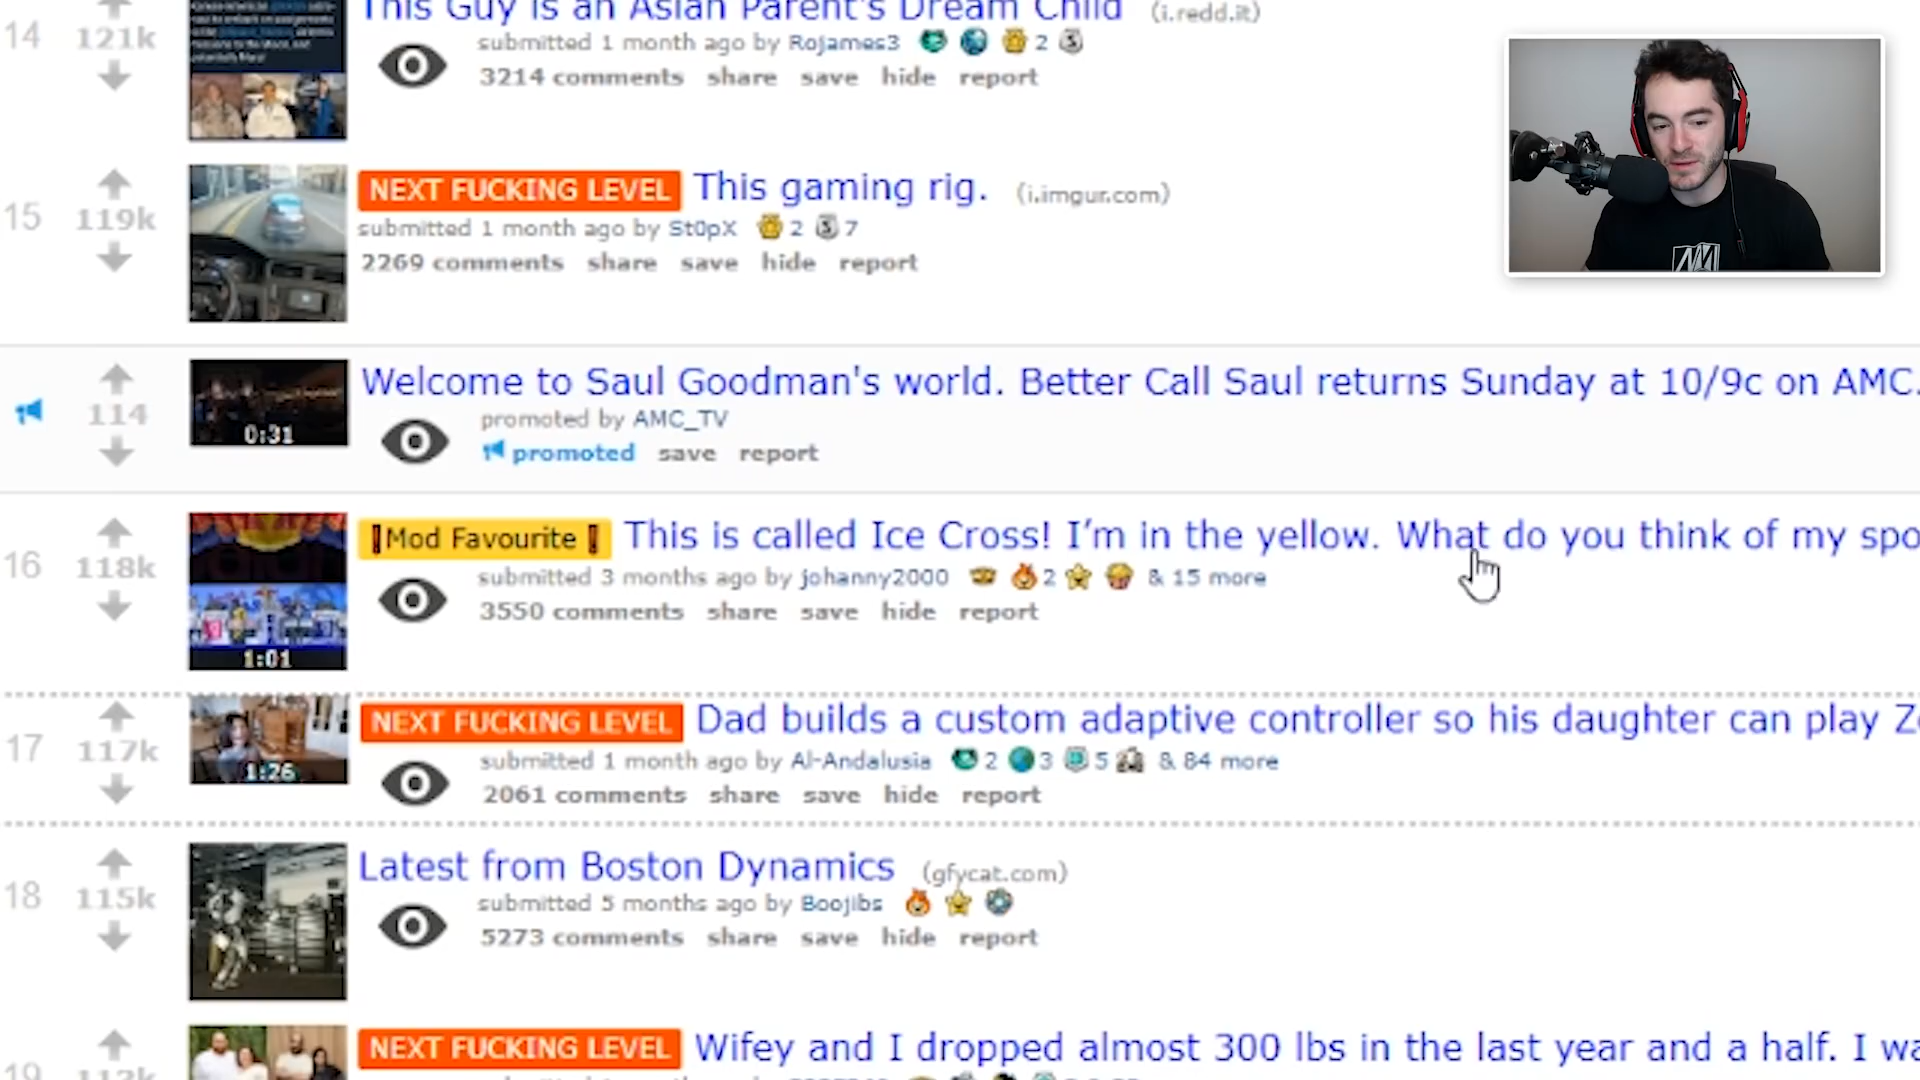 14
121k
This Guy is an Asian Parent's Dream Child (i.redd.it)
submitted 1 month ago by Rojames3 2
3214 comments share save hide report
15
119k
NEXT FUCKING LEVEL This gaming rig. (i.imgur.com)
submitted 1 month ago by St0pX 2 7
2269 comments share save hide report
114
0:31
Welcome to Saul Goodman's world. Better Call Saul returns Sunday at 10/9c on AMC.
promoted by AMC_TV
promoted save report
16
118k
1:01
❗Mod Favourite❗ This is called Ice Cross! I'm in the yellow. What do you think of my spo
submitted 3 months ago by johanny2000 2 & 15 more
3550 comments share save hide report
17
117k
1:26
NEXT FUCKING LEVEL Dad builds a custom adaptive controller so his daughter can play Z
submitted 1 month ago by Al-Andalusia 2 3 5 & 84 more
2061 comments share save hide report
18
115k
Latest from Boston Dynamics (gfycat.com)
submitted 5 months ago by Boojibs
5273 comments share save hide report
NEXT FUCKING LEVEL Wifey and I dropped almost 300 lbs in the last year and a half. I wa